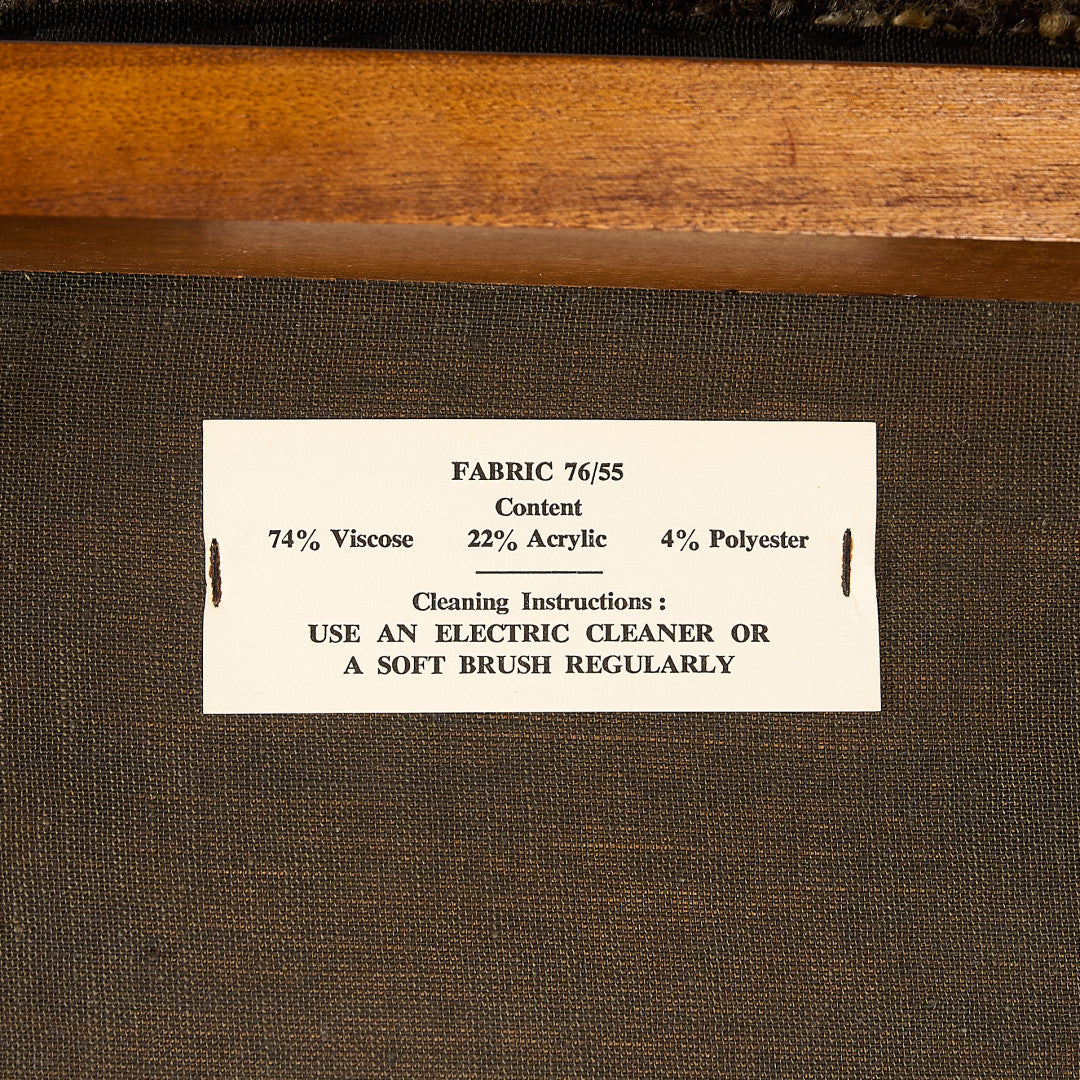 FABRIC 76/55
Content
74% Viscose 22% Acrylic 4% Polyester
Cleaning Instructions :
USE AN ELECTRIC CLEANER OR
A SOFT BRUSH REGULARLY